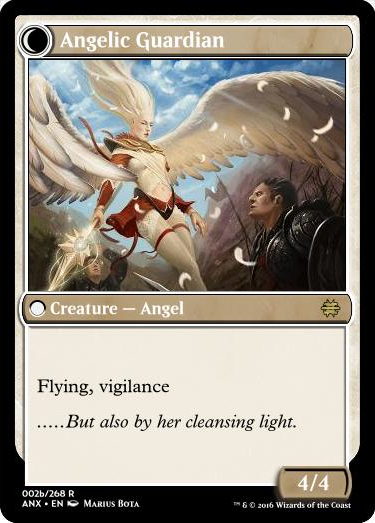 Angelic Guardian
Creature — Angel
Flying, vigilance
.....But also by her cleansing light.
4/4
002b/268 R
ANX • EN Marius Bota
™ & © 2016 Wizards of the Coast